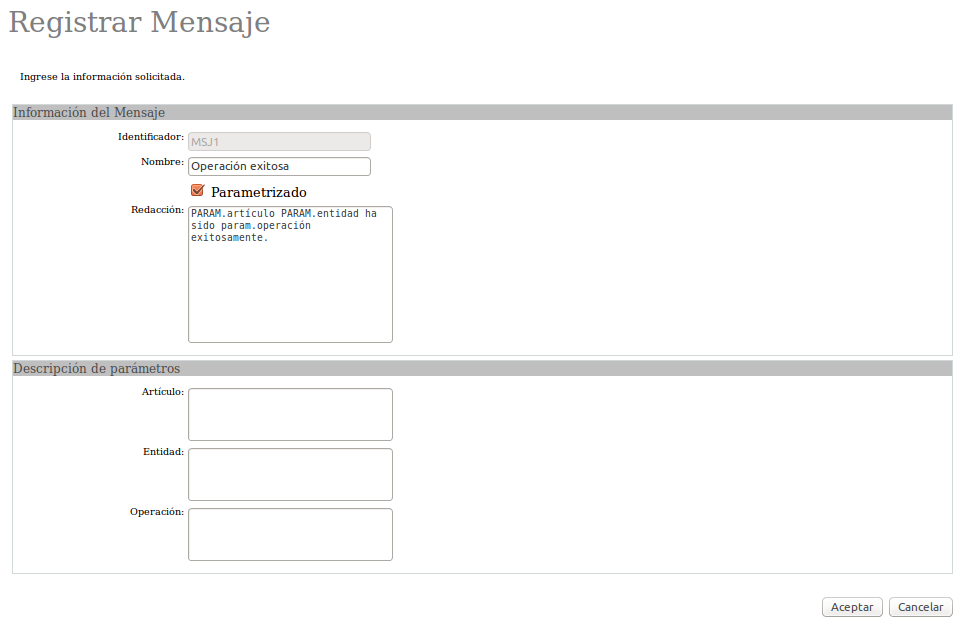 Registrar Mensaje
Ingrese la información solicitada.
Información del Mensaje
Identificador: MSJ1
Nombre: Operación exitosa
Parametrizado
Redacción: PARAM.artículo PARAM.entidad ha
sido param.operación
exitosamente.
Descripción de parámetros
Artículo:
Entidad:
Operación:
Aceptar Cancelar